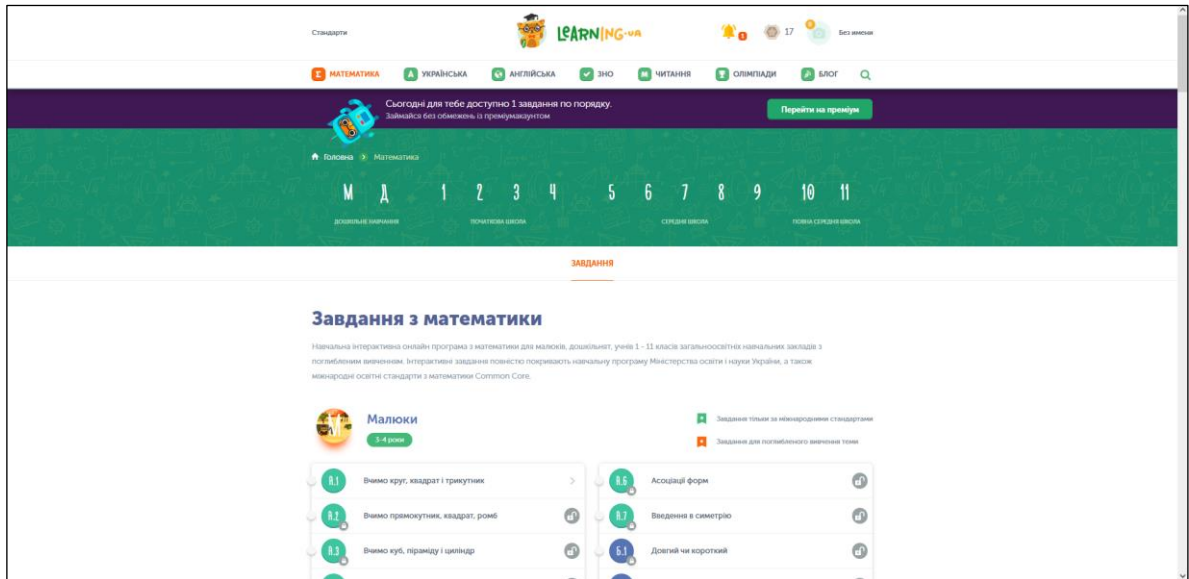 Стандарти
LEARNING.UA
1
17
0
Без имени
Σ МАТЕМАТИКА
А УКРАЇНСЬКА
АНГЛІЙСЬКА
ЗНО
ЧИТАННЯ
ОЛІМПІАДИ
БЛОГ
Сьогодні для тебе доступно 1 завдання по порядку.
Займайся без обмежень із преміумакаунтом
Перейти на преміум
Головна > Математика
М Д 1 2 3 4 5 6 7 8 9 10 11
ДОШКІЛЬНЕ НАВЧАННЯ ПОЧАТКОВА ШКОЛА СЕРЕДНЯ ШКОЛА ПОВНА СЕРЕДНЯ ШКОЛА
ЗАВДАННЯ
Завдання з математики
Навчальна інтерактивна онлайн програма з математики для малюків, дошкільнят, учнів 1 - 11 класів загальноосвітніх навчальних закладів з
поглибленим вивченням. Інтерактивні завдання повністю покривають навчальну програму Міністерства освіти і науки України, а також
міжнародні освітні стандарти з математики Common Core.
Малюки
3-4 роки
Завдання тільки за міжнародними стандартами
Завдання для поглибленого вивчення теми
А.1 Вчимо круг, квадрат і трикутник
А.2 Вчимо прямокутник, квадрат, ромб
А.3 Вчимо куб, піраміду і циліндр
А.6 Асоціації форм
А.7 Введення в симетрію
Б.1 Довгий чи короткий